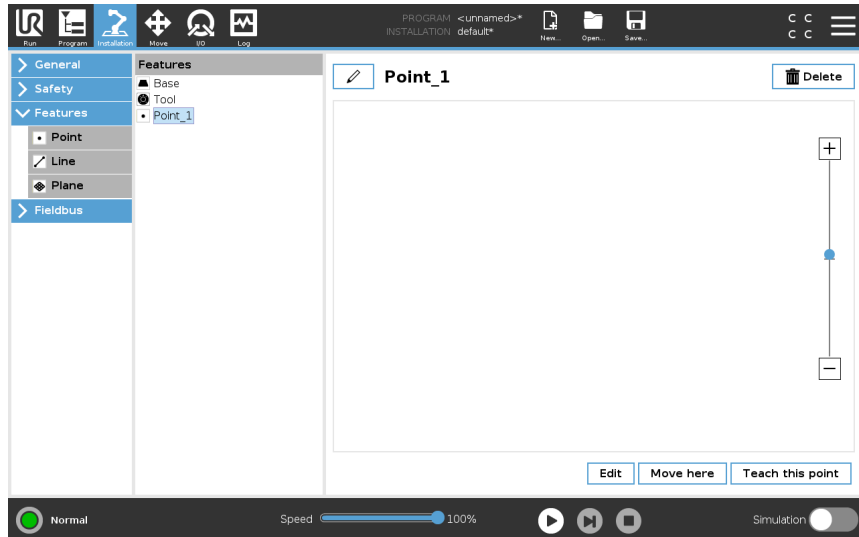 UR
Run
Program
Installation
Move
I/O
Log
PROGRAM <unnamed>*
INSTALLATION default*
New...
Open...
Save...
C C
C C
General
Safety
Features
Point
Line
Plane
Fieldbus
Features
Base
Tool
Point_1
Point_1
Delete
+
−
Edit
Move here
Teach this point
Normal
Speed
100%
Simulation